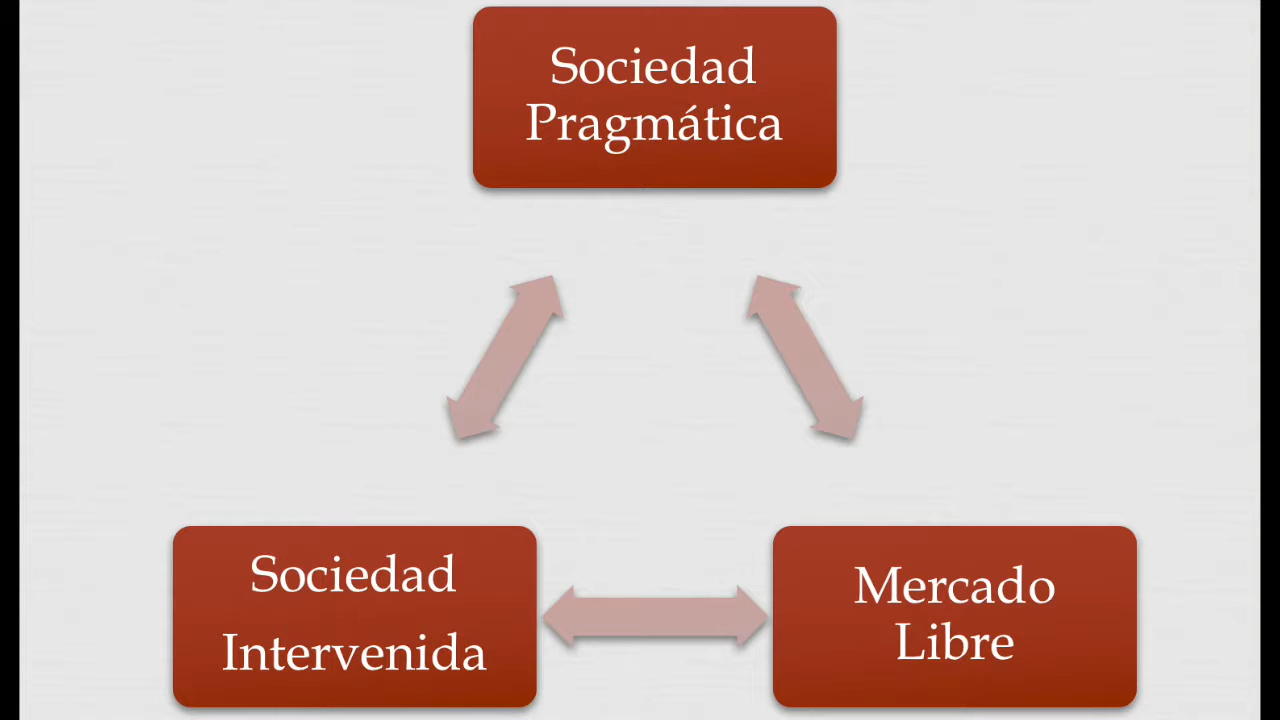 Sociedad
Pragmática
Sociedad
Intervenida
Mercado
Libre